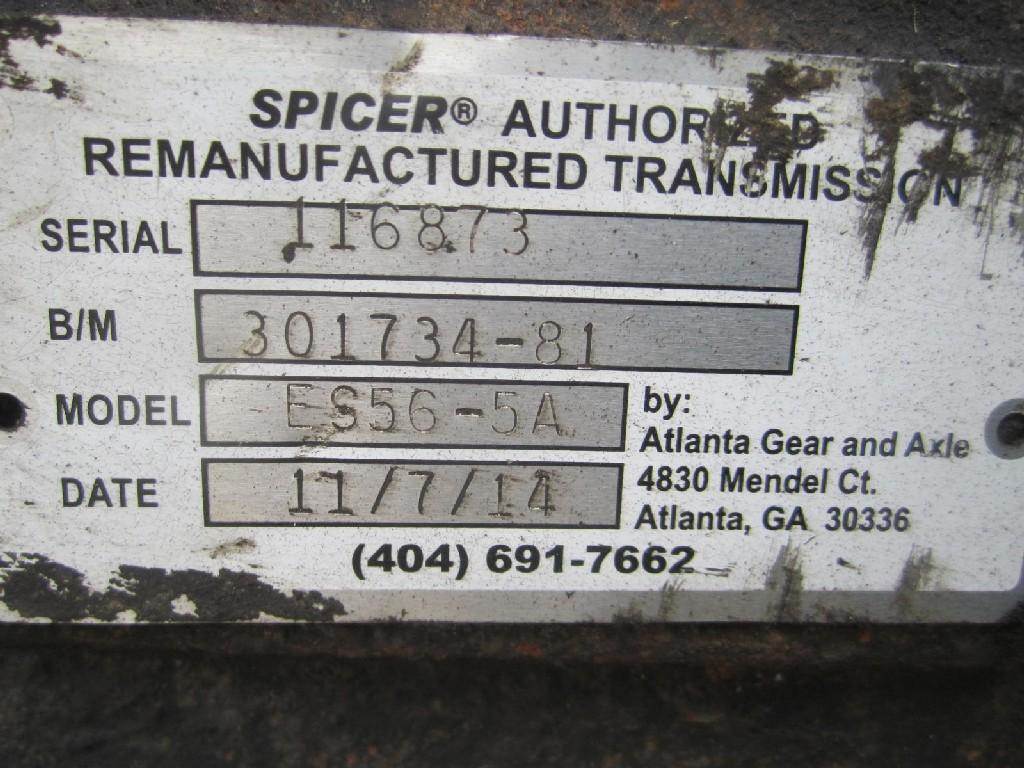 SPICER® AUTHORIZED
REMANUFACTURED TRANSMISSION
SERIAL 116873
B/M 301734-81
MODEL ES56-5A
DATE 11/7/14
by:
Atlanta Gear and Axle
4830 Mendel Ct.
Atlanta, GA 30336
(404) 691-7662